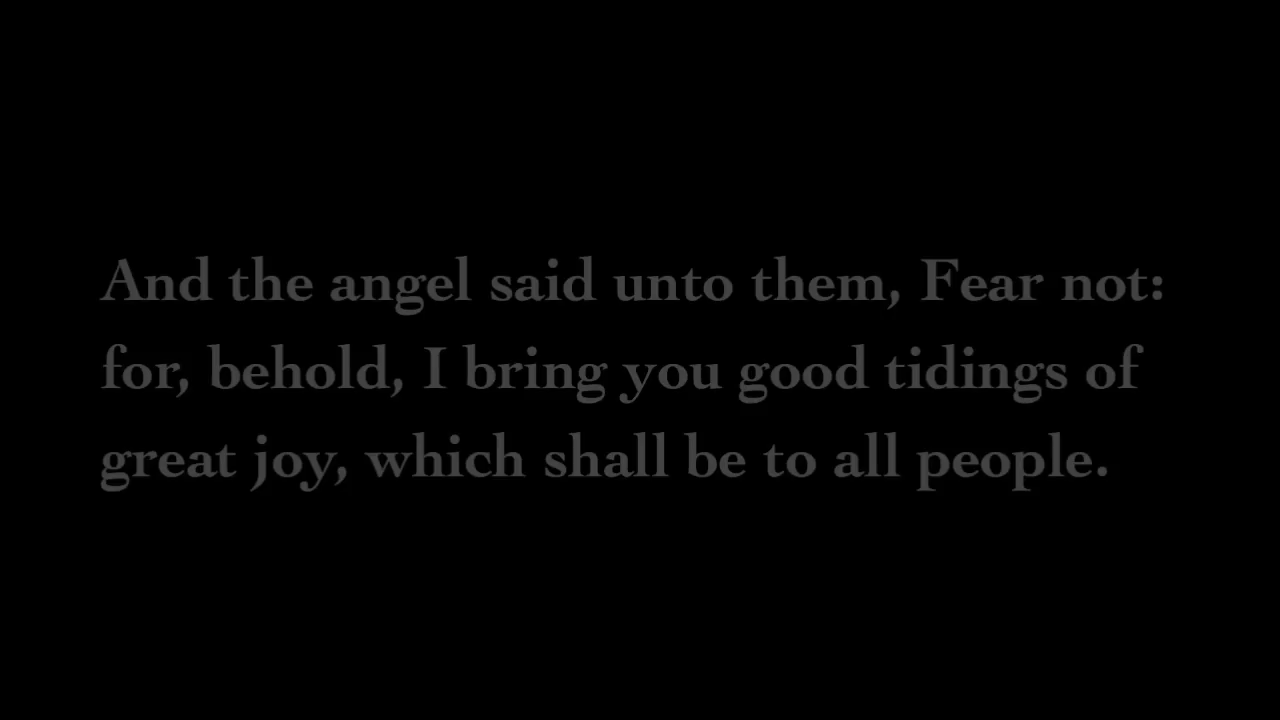 And the angel said unto them, Fear not:
for, behold, I bring you good tidings of
great joy, which shall be to all people.